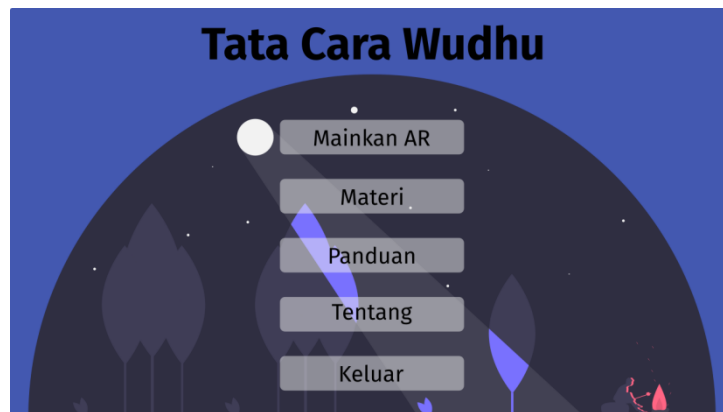 Tata Cara Wudhu
Mainkan AR
Materi
Panduan
Tentang
Keluar